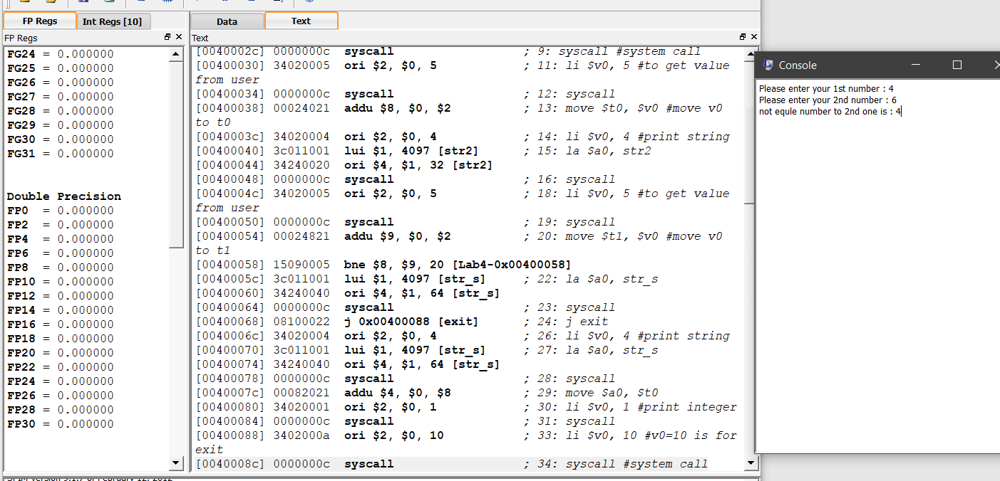 FP Regs
Int Regs [10]
Data
Text
FP Regs
Text
FG24 = 0.000000
FG25 = 0.000000
FG26 = 0.000000
FG27 = 0.000000
FG28 = 0.000000
FG29 = 0.000000
FG30 = 0.000000
FG31 = 0.000000
Double Precision
FP0 = 0.000000
FP2 = 0.000000
FP4 = 0.000000
FP6 = 0.000000
FP8 = 0.000000
FP10 = 0.000000
FP12 = 0.000000
FP14 = 0.000000
FP16 = 0.000000
FP18 = 0.000000
FP20 = 0.000000
FP22 = 0.000000
FP24 = 0.000000
FP26 = 0.000000
FP28 = 0.000000
FP30 = 0.000000
[0040002c] 0000000c syscall ; 9: syscall #system call
[00400030] 34020005 ori $2, $0, 5 ; 11: li $v0, 5 #to get value
from user
[00400034] 0000000c syscall ; 12: syscall
[00400038] 00024021 addu $8, $0, $2 ; 13: move $t0, $v0 #move v0
to t0
[0040003c] 34020004 ori $2, $0, 4 ; 14: li $v0, 4 #print string
[00400040] 3c011001 lui $1, 4097 [str2] ; 15: la $a0, str2
[00400044] 34240020 ori $4, $1, 32 [str2]
[00400048] 0000000c syscall ; 16: syscall
[0040004c] 34020005 ori $2, $0, 5 ; 18: li $v0, 5 #to get value
from user
[00400050] 0000000c syscall ; 19: syscall
[00400054] 00024821 addu $9, $0, $2 ; 20: move $t1, $v0 #move v0
to t1
[00400058] 15090005 bne $8, $9, 20 [Lab4-0x00400058]
[0040005c] 3c011001 lui $1, 4097 [str_s] ; 22: la $a0, str_s
[00400060] 34240040 ori $4, $1, 64 [str_s]
[00400064] 0000000c syscall ; 23: syscall
[00400068] 08100022 j 0x00400088 [exit] ; 24: j exit
[0040006c] 34020004 ori $2, $0, 4 ; 26: li $v0, 4 #print string
[00400070] 3c011001 lui $1, 4097 [str_s] ; 27: la $a0, str_s
[00400074] 34240040 ori $4, $1, 64 [str_s]
[00400078] 0000000c syscall ; 28: syscall
[0040007c] 00082021 addu $4, $0, $8 ; 29: move $a0, $t0
[00400080] 34020001 ori $2, $0, 1 ; 30: li $v0, 1 #print integer
[00400084] 0000000c syscall ; 31: syscall
[00400088] 3402000a ori $2, $0, 10 ; 33: li $v0, 10 #v0=10 is for
exit
[0040008c] 0000000c syscall ; 34: syscall #system call
Console
Please enter your 1st number : 4
Please enter your 2nd number : 6
not equle number to 2nd one is : 4